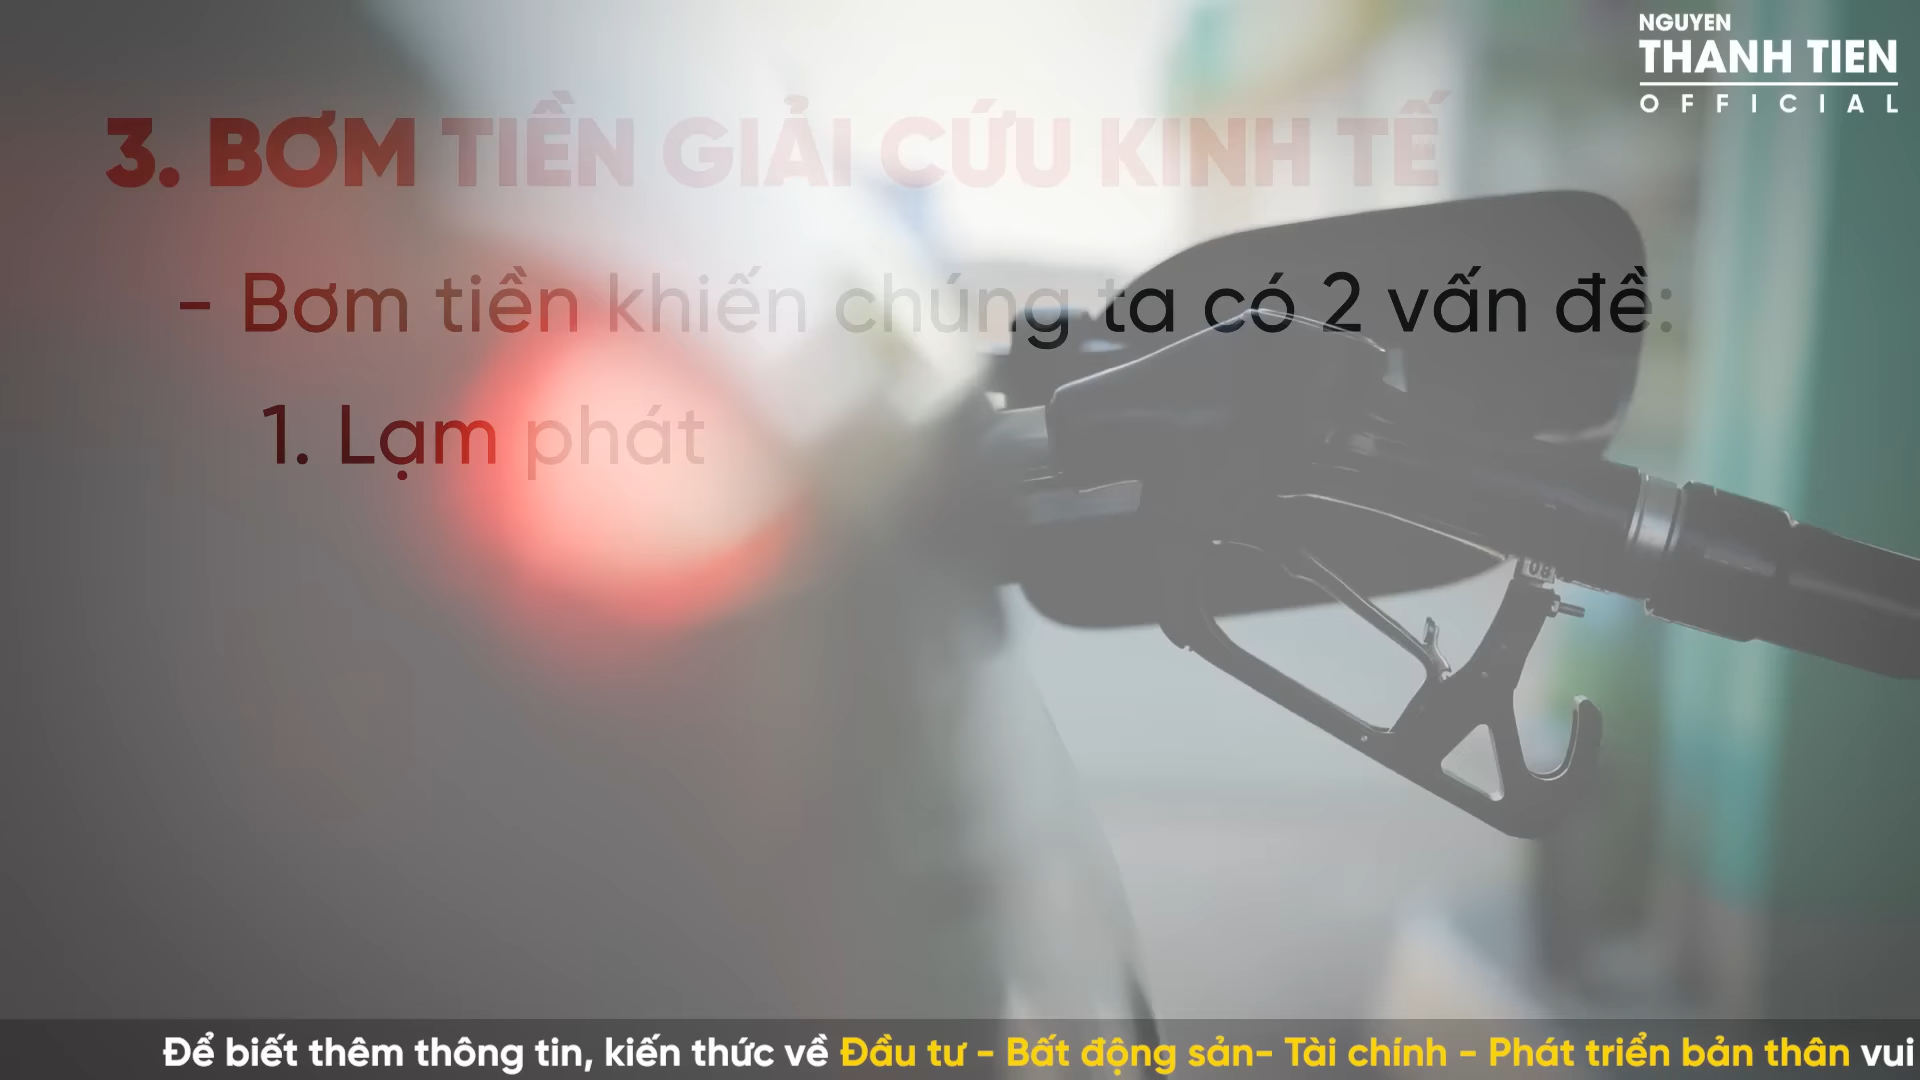 NGUYEN
THANH TIEN
OFFICIAL
3. BƠM TIỀN GIẢI CỨU KINH TẾ
- Bơm tiền khiến chúng ta có 2 vấn đề:
1. Lạm phát
08
Để biết thêm thông tin, kiến thức về Đầu tư - Bất động sản- Tài chính - Phát triển bản thân vui